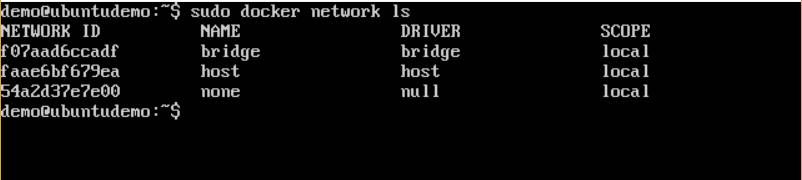 demo@ubuntudemo:~$ sudo docker network ls
NETWORK ID          NAME                DRIVER              SCOPE
f07aad6ccadf        bridge              bridge              local
faae6bf679ea        host                host                local
54a2d37e7e00        none                null                local
demo@ubuntudemo:~$